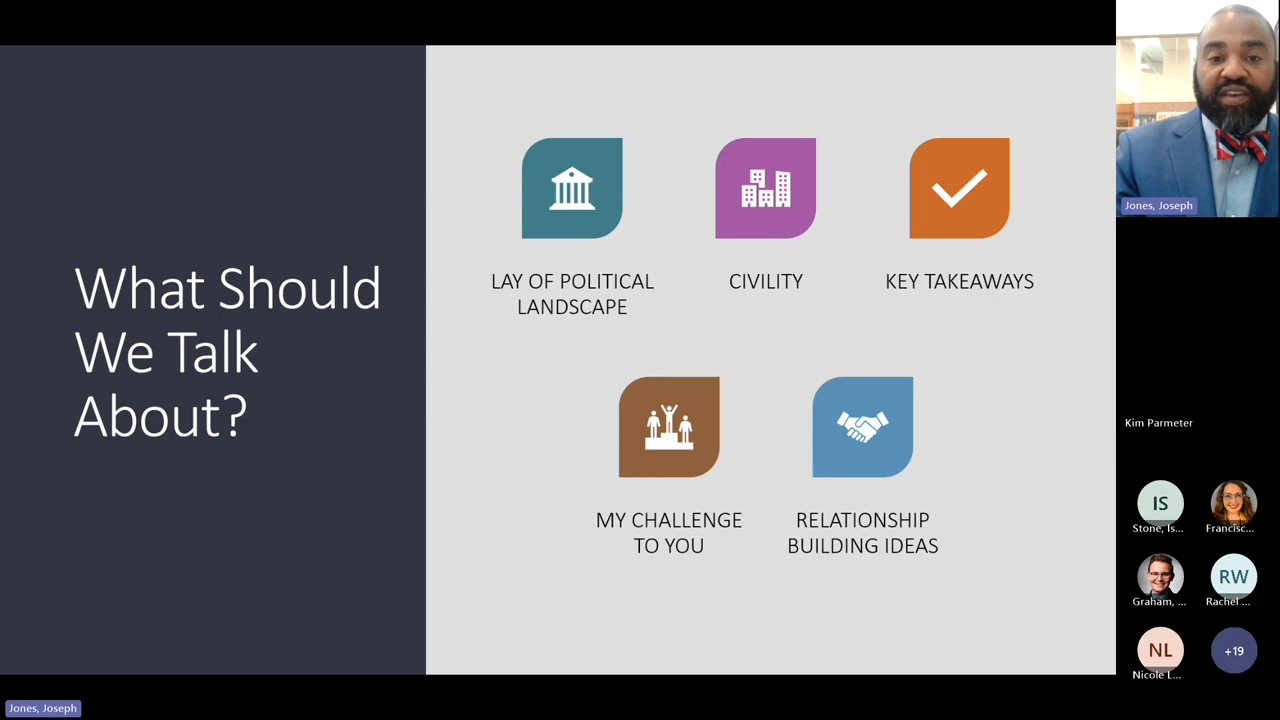 What Should
We Talk
About?
LAY OF POLITICAL
LANDSCAPE
CIVILITY
KEY TAKEAWAYS
MY CHALLENGE
TO YOU
RELATIONSHIP
BUILDING IDEAS
Jones, Joseph
Kim Parmeter
IS
Stone, Is...
Francisc...
Graham, ...
RW
Rachel ...
NL
Nicole L...
+19
Jones, Joseph